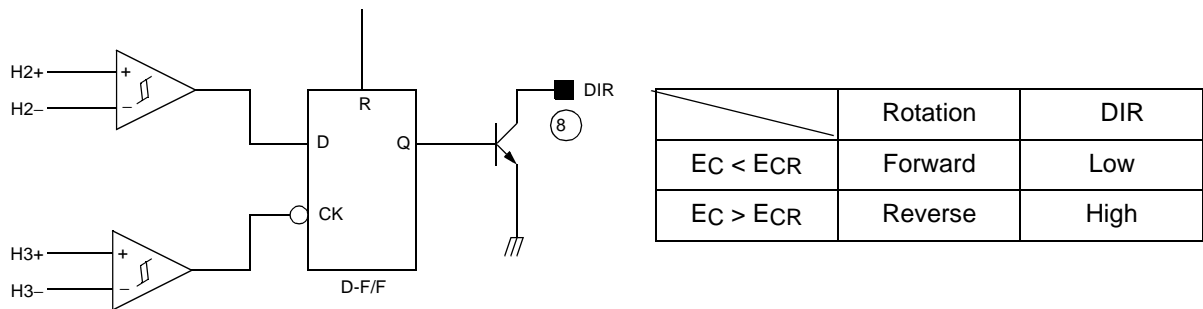 H2+
H2−
+
−
R
D
Q
CK
D-F/F
DIR
8
H3+
H3−
+
−
Rotation DIR
EC < ECR Forward Low
EC > ECR Reverse High